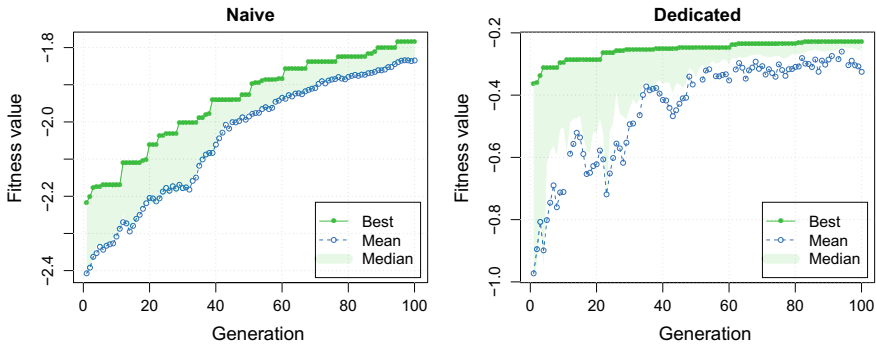 Naive
Fitness value
−1.8
−2.0
−2.2
−2.4
0 20 40 60 80 100
Generation
Best
Mean
Median
Dedicated
Fitness value
−0.2
−0.4
−0.6
−0.8
−1.0
0 20 40 60 80 100
Generation
Best
Mean
Median